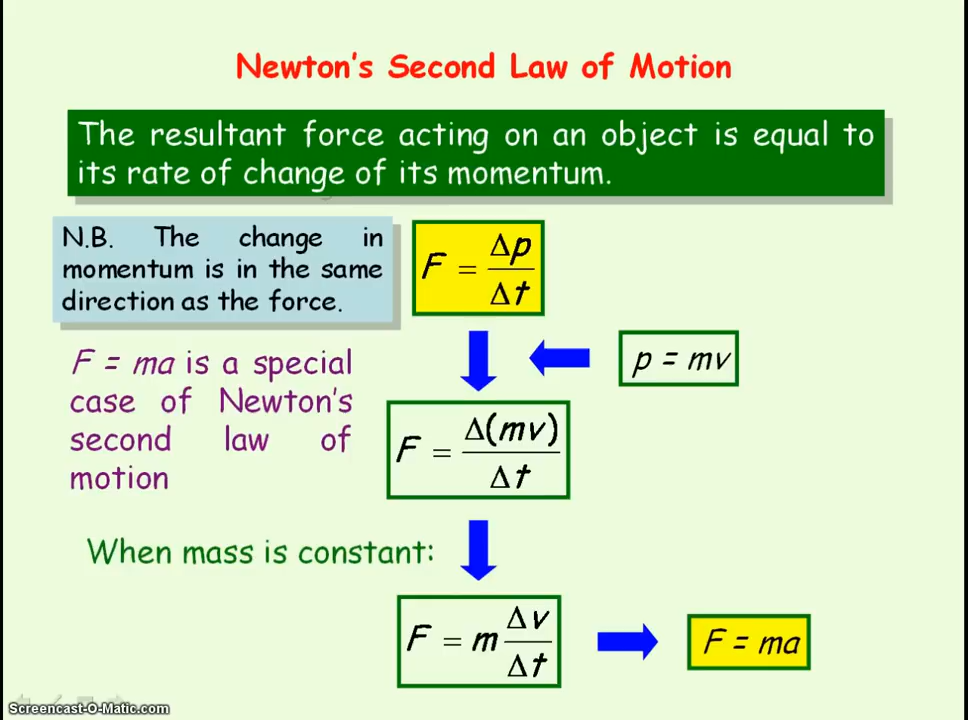 Newton's Second Law of Motion
The resultant force acting on an object is equal to
its rate of change of its momentum.
N.B. The change in
momentum is in the same
direction as the force.
F = Δp/Δt
p = mv
F = ma is a special
case of Newton's
second law of
motion
F = Δ(mv)/Δt
When mass is constant:
F = m Δv/Δt
F = ma
Screencast-O-Matic.com